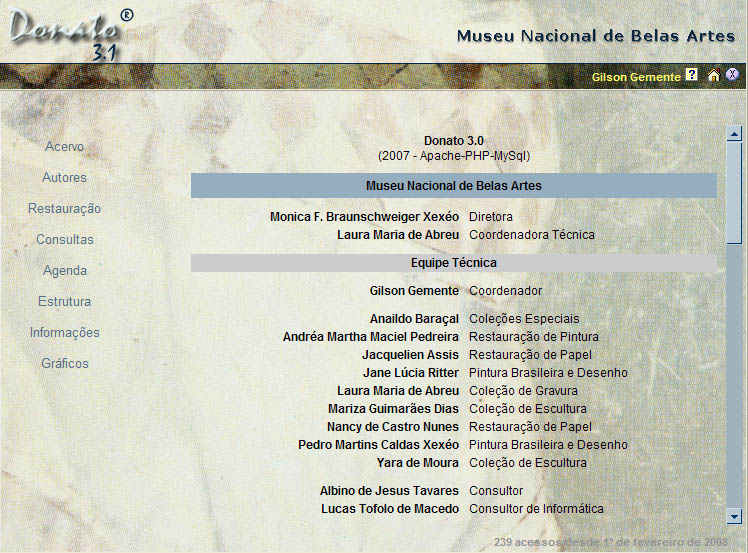 Donato ®
3.1
Museu Nacional de Belas Artes
Gilson Gemente ? X
Acervo
Autores
Restauração
Consultas
Agenda
Estrutura
Informações
Gráficos
Donato 3.0
(2007 - Apache-PHP-MySql)
Museu Nacional de Belas Artes
Monica F. Braunschweiger Xexéo Diretora
Laura Maria de Abreu Coordenadora Técnica
Equipe Técnica
Gilson Gemente Coordenador
Anaildo Baraçal Coleções Especiais
Andréa Martha Maciel Pedreira Restauração de Pintura
Jacquelien Assis Restauração de Papel
Jane Lúcia Ritter Pintura Brasileira e Desenho
Laura Maria de Abreu Coleção de Gravura
Mariza Guimarães Dias Coleção de Escultura
Nancy de Castro Nunes Restauração de Papel
Pedro Martins Caldas Xexéo Pintura Brasileira e Desenho
Yara de Moura Coleção de Escultura
Albino de Jesus Tavares Consultor
Lucas Tofolo de Macedo Consultor de Informática
239 acessos desde 1º de fevereiro de 2008